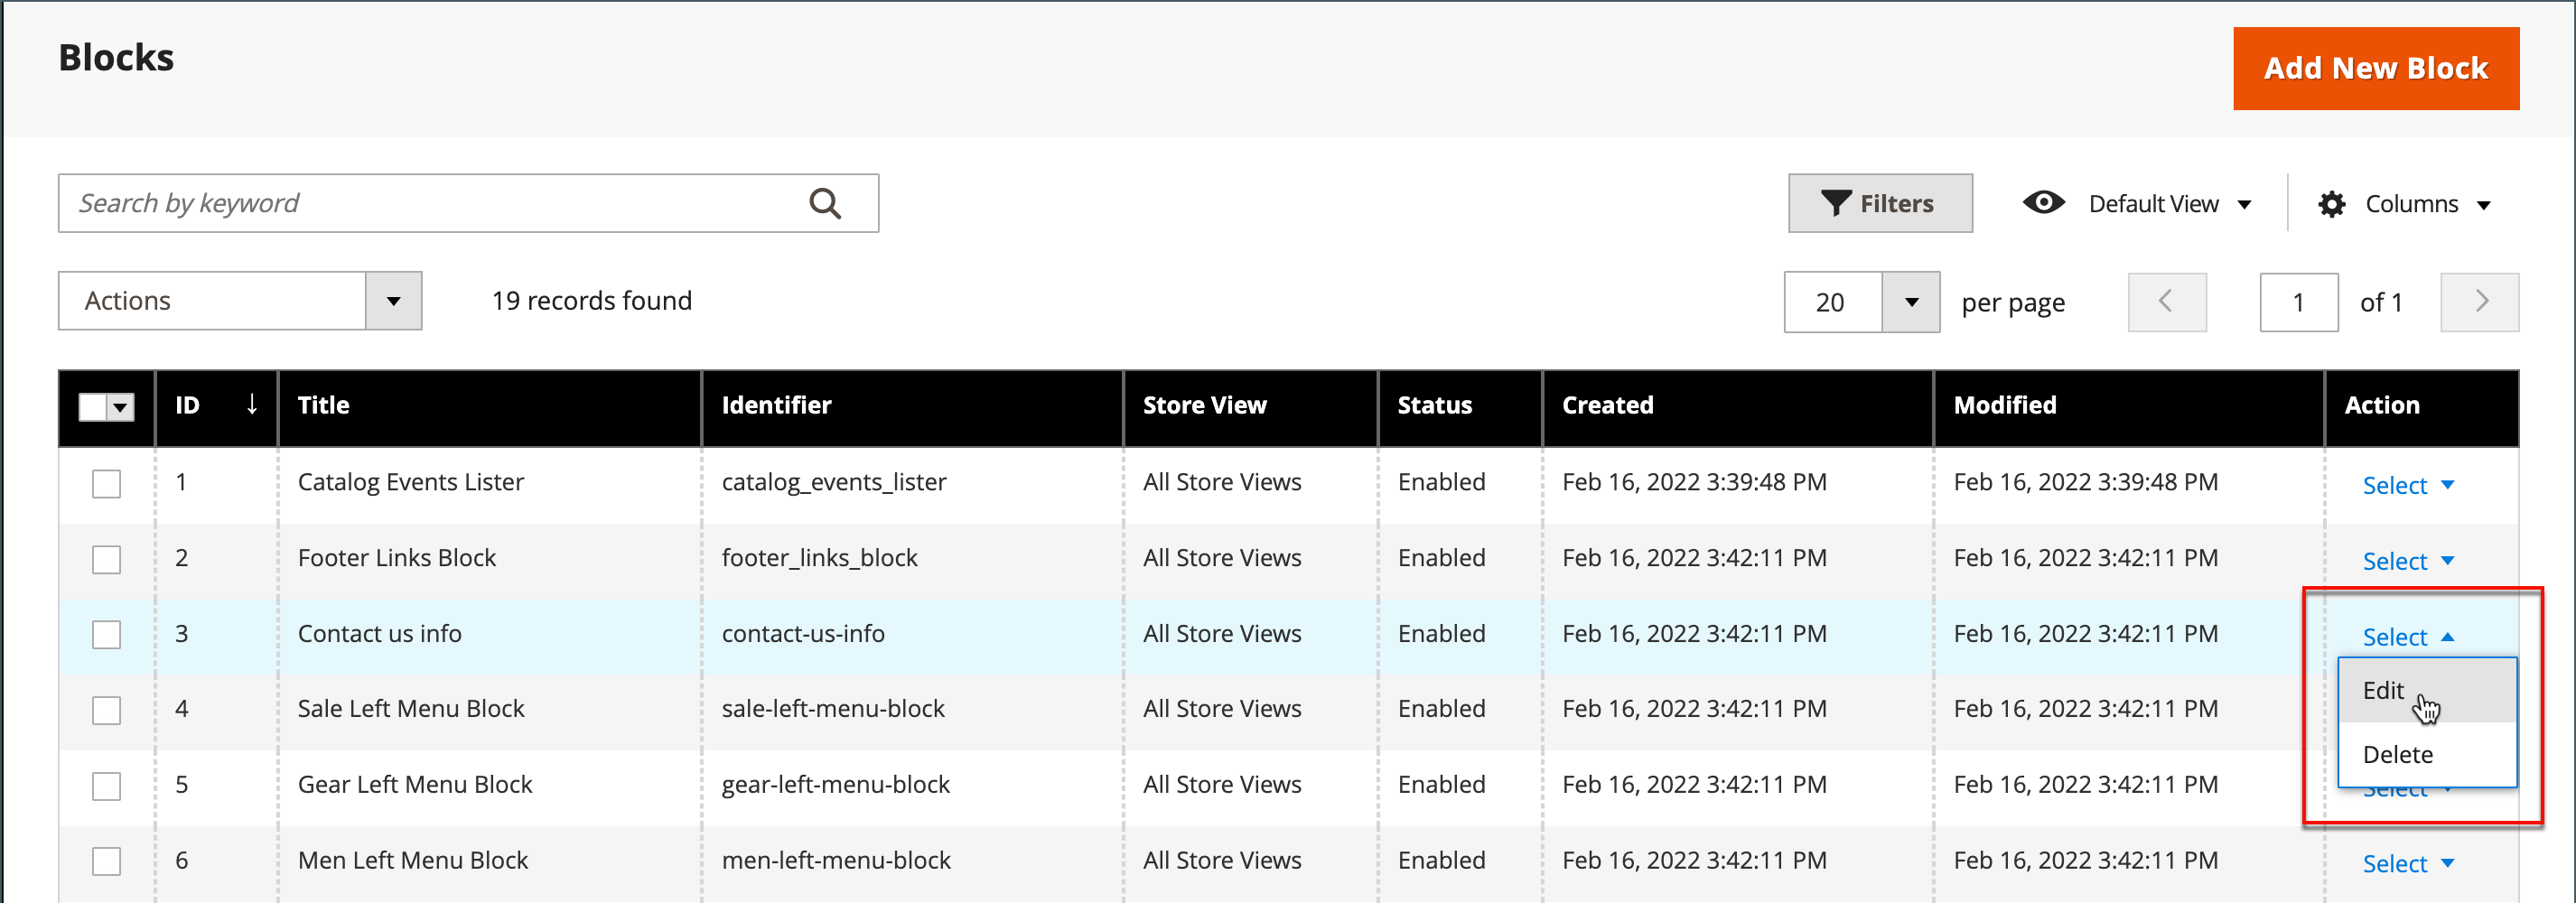 Blocks
Add New Block
Search by keyword
Filters
Default View
Columns
Actions
19 records found
20
per page
1
of 1
ID ↓ Title Identifier Store View Status Created Modified Action
1 Catalog Events Lister catalog_events_lister All Store Views Enabled Feb 16, 2022 3:39:48 PM Feb 16, 2022 3:39:48 PM Select
2 Footer Links Block footer_links_block All Store Views Enabled Feb 16, 2022 3:42:11 PM Feb 16, 2022 3:42:11 PM Select
3 Contact us info contact-us-info All Store Views Enabled Feb 16, 2022 3:42:11 PM Feb 16, 2022 3:42:11 PM Select
Edit
4 Sale Left Menu Block sale-left-menu-block All Store Views Enabled Feb 16, 2022 3:42:11 PM Feb 16, 2022 3:42:11 PM
Delete
5 Gear Left Menu Block gear-left-menu-block All Store Views Enabled Feb 16, 2022 3:42:11 PM Feb 16, 2022 3:42:11 PM Select
6 Men Left Menu Block men-left-menu-block All Store Views Enabled Feb 16, 2022 3:42:11 PM Feb 16, 2022 3:42:11 PM Select